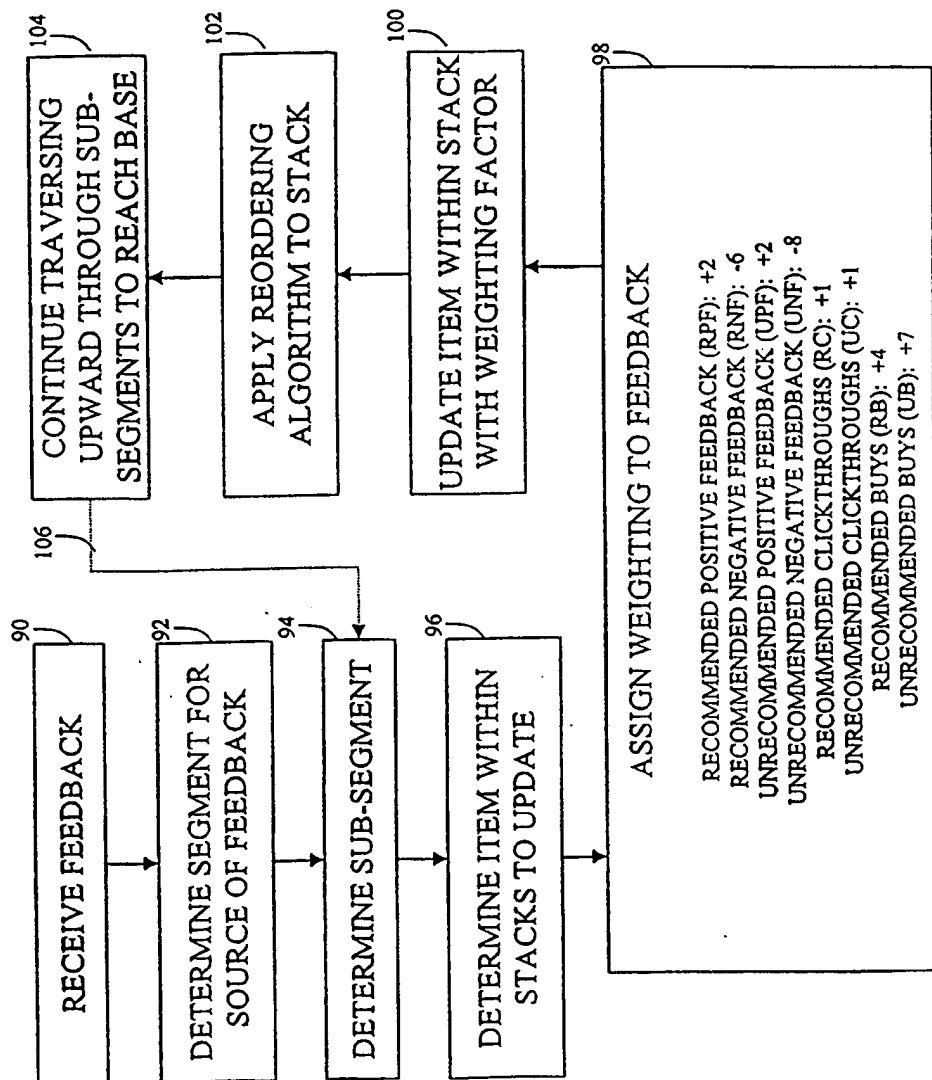 90
RECEIVE FEEDBACK
92
DETERMINE SEGMENT FOR
SOURCE OF FEEDBACK
94
DETERMINE SUB-SEGMENT
96
DETERMINE ITEM WITHIN
STACKS TO UPDATE
98
ASSIGN WEIGHTING TO FEEDBACK
RECOMMENDED POSITIVE FEEDBACK (RPF): +2
RECOMMENDED NEGATIVE FEEDBACK (RNF): -6
UNRECOMMENDED POSITIVE FEEDBACK (UPF): +2
UNRECOMMENDED NEGATIVE FEEDBACK (UNF): -8
RECOMMENDED CLICKTHROUGHS (RC): +1
UNRECOMMENDED CLICKTHROUGHS (UC): +1
RECOMMENDED BUYS (RB): +4
UNRECOMMENDED BUYS (UB): +7
100
UPDATE ITEM WITHIN STACK
WITH WEIGHTING FACTOR
102
APPLY REORDERING
ALGORITHM TO STACK
104
CONTINUE TRAVERSING
UPWARD THROUGH SUB-
SEGMENTS TO REACH BASE
106